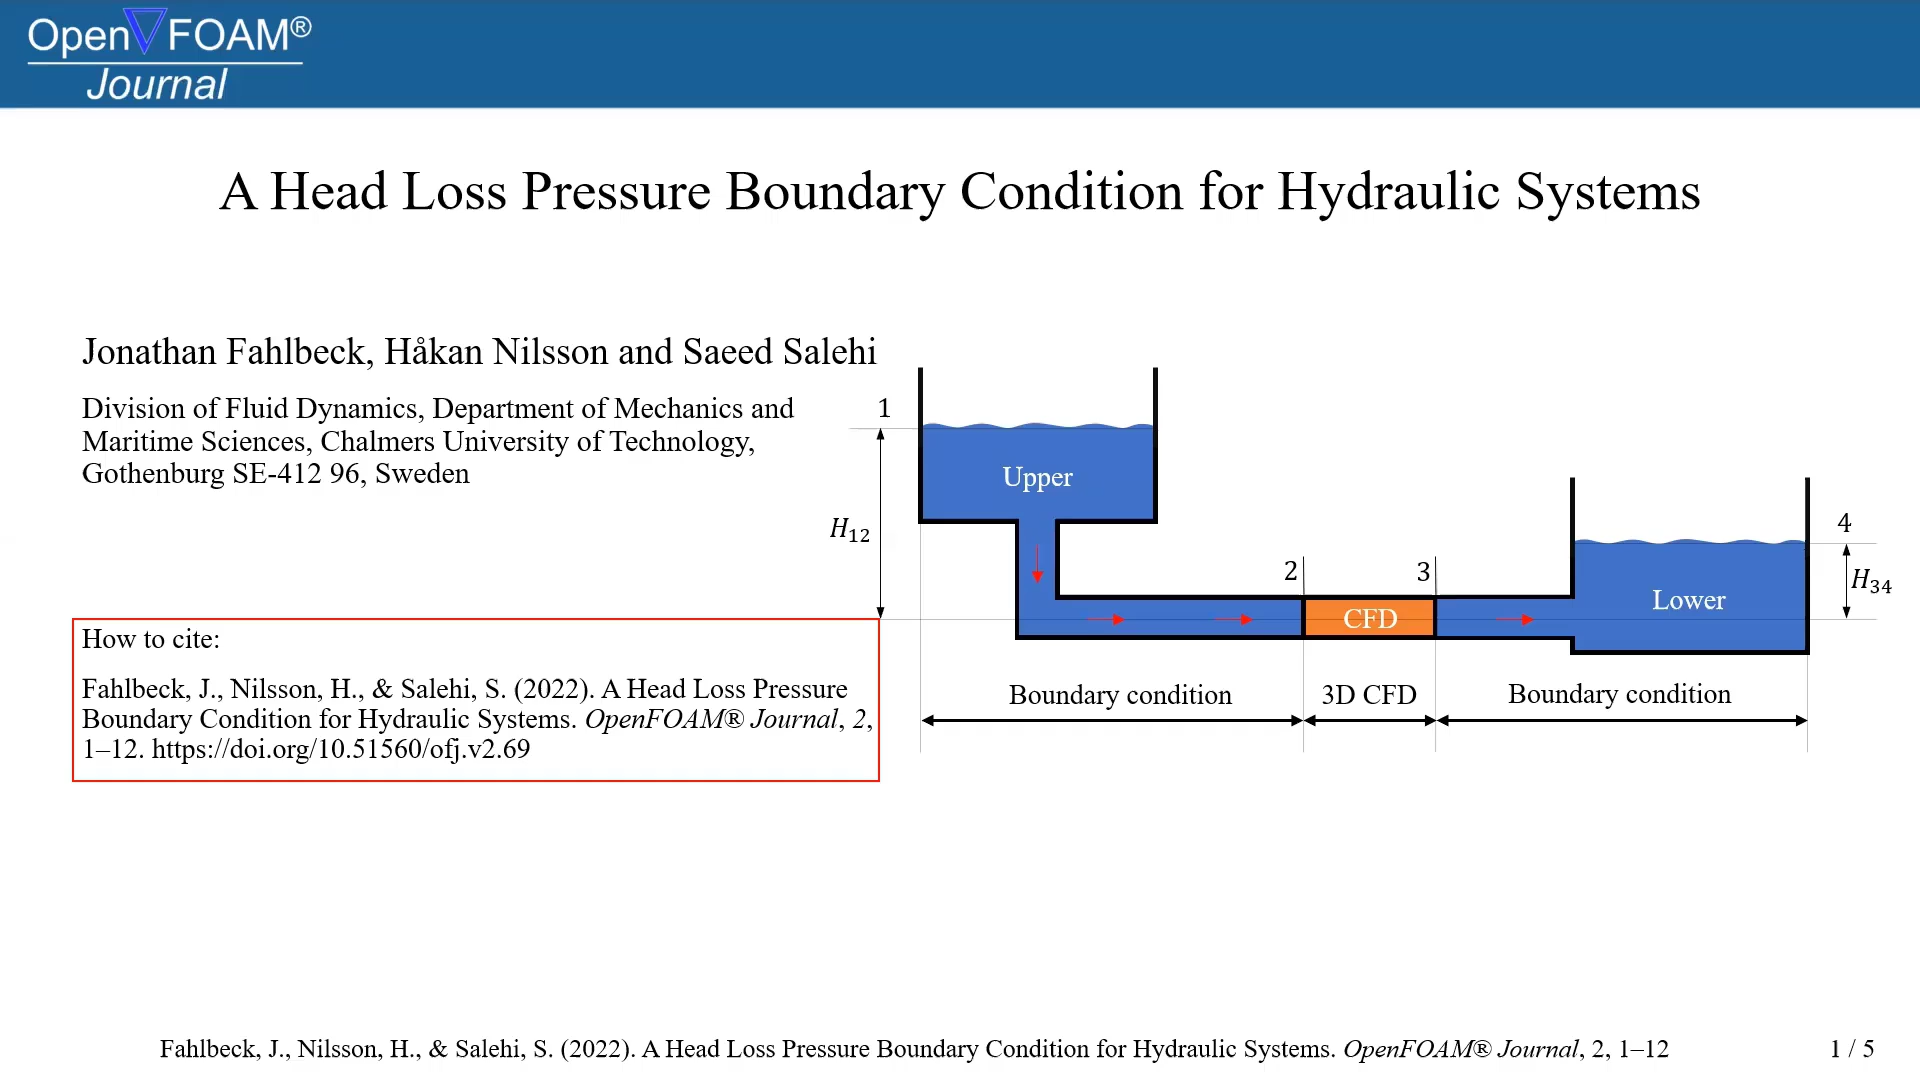 Open∇FOAM®
Journal
A Head Loss Pressure Boundary Condition for Hydraulic Systems
Jonathan Fahlbeck, Håkan Nilsson and Saeed Salehi
Division of Fluid Dynamics, Department of Mechanics and
Maritime Sciences, Chalmers University of Technology,
Gothenburg SE-412 96, Sweden
How to cite:
Fahlbeck, J., Nilsson, H., & Salehi, S. (2022). A Head Loss Pressure
Boundary Condition for Hydraulic Systems. OpenFOAM® Journal, 2,
1–12. https://doi.org/10.51560/ofj.v2.69
1
Upper
H12
2
3
4
CFD
Lower
H34
Boundary condition
3D CFD
Boundary condition
Fahlbeck, J., Nilsson, H., & Salehi, S. (2022). A Head Loss Pressure Boundary Condition for Hydraulic Systems. OpenFOAM® Journal, 2, 1–12
1 / 5